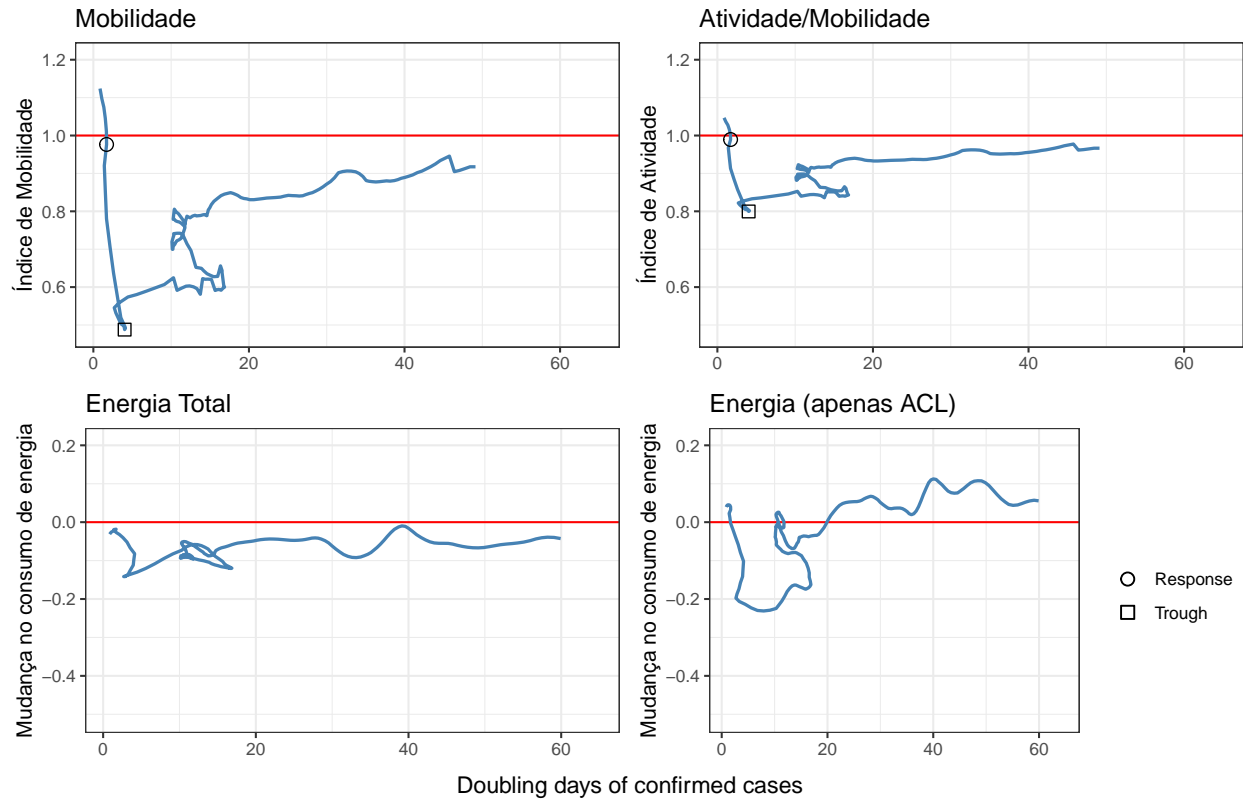 Mobilidade
Atividade/Mobilidade
Índice de Mobilidade
1.2
1.0
0.8
0.6
0 20 40 60
Índice de Atividade
1.2
1.0
0.8
0.6
0 20 40 60
Energia Total
Energia (apenas ACL)
Mudança no consumo de energia
0.2
0.0
−0.2
−0.4
0 20 40 60
Mudança no consumo de energia
0.2
0.0
−0.2
−0.4
0 20 40 60
Response
Trough
Doubling days of confirmed cases